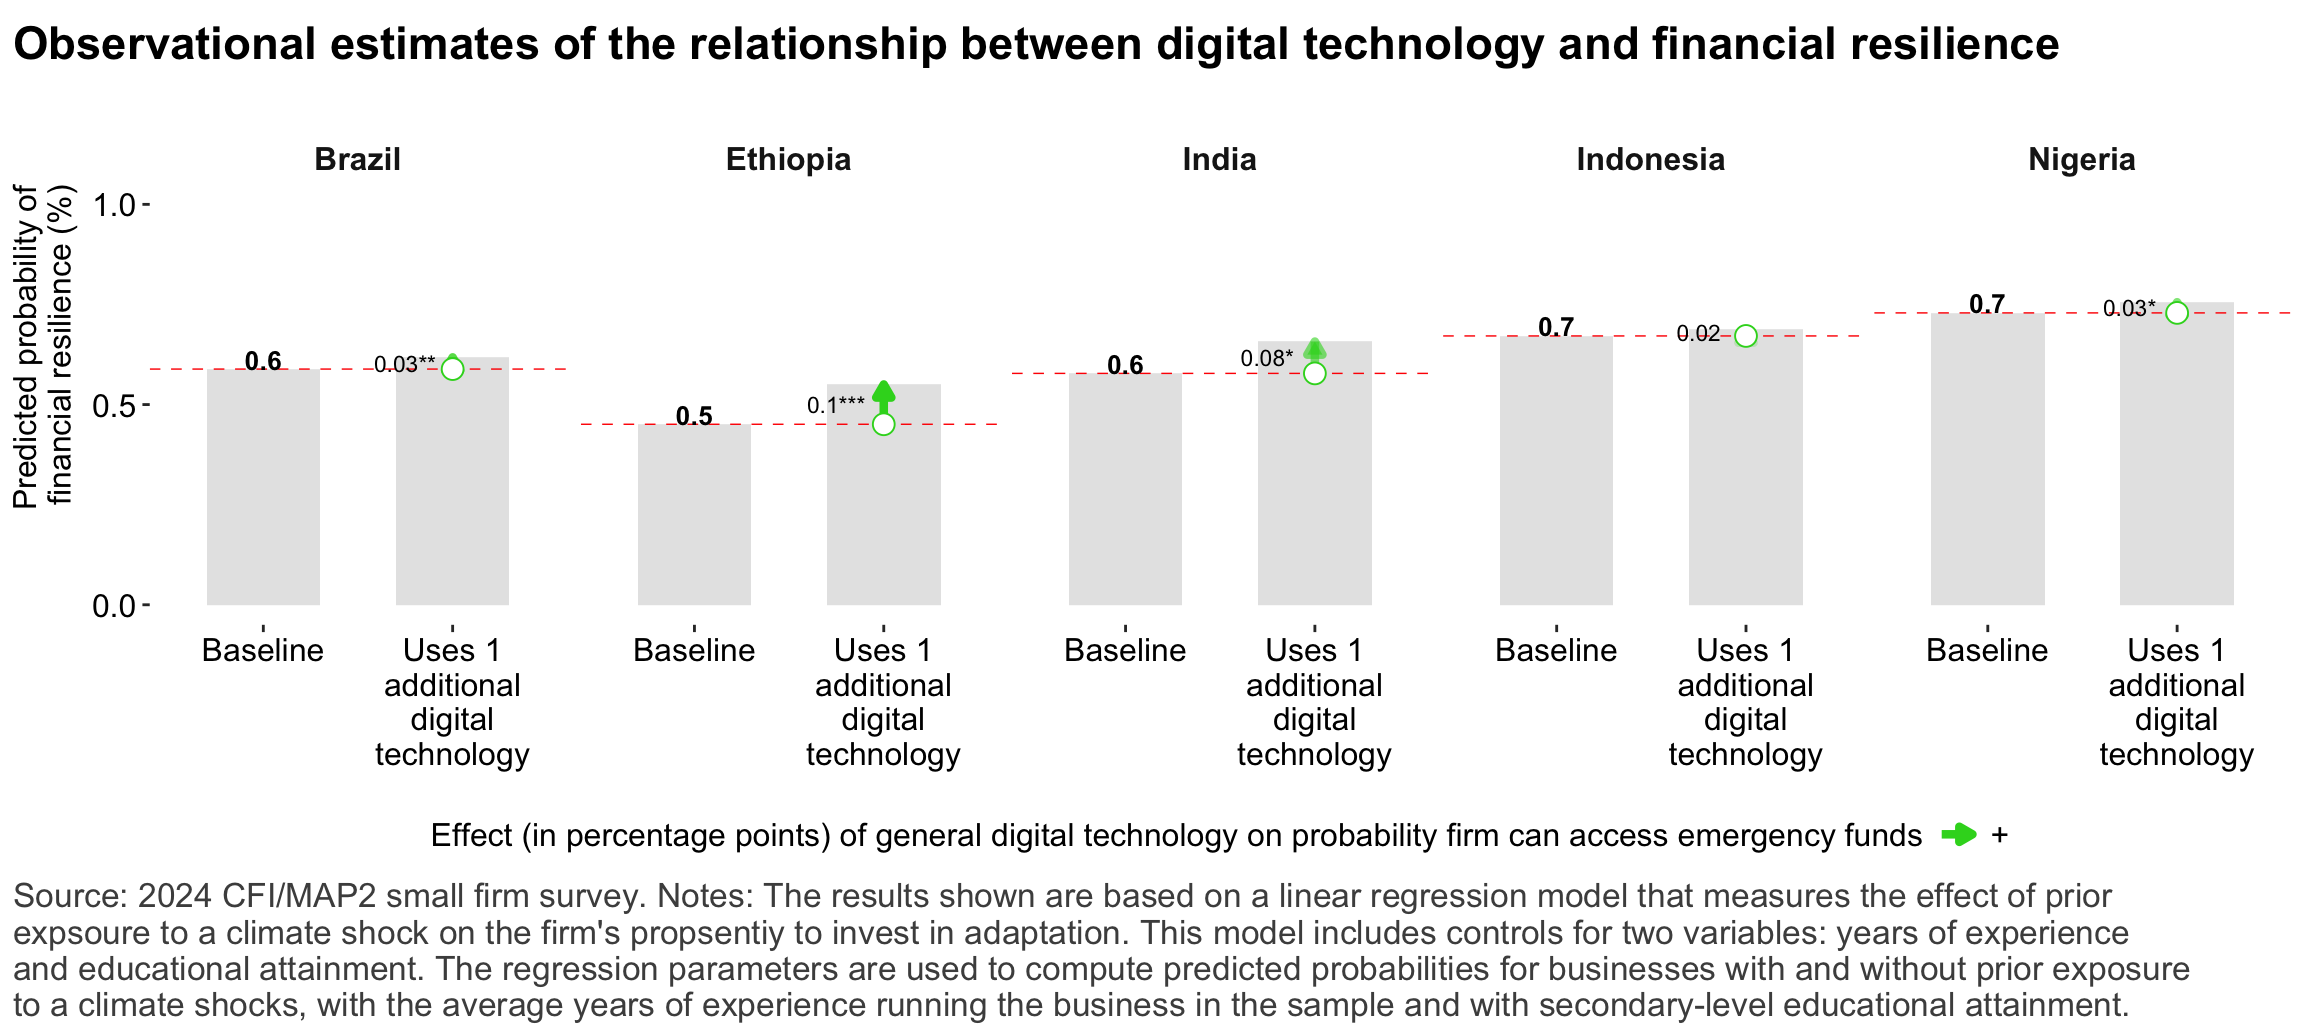 Observational estimates of the relationship between digital technology and financial resilience
Brazil
Ethiopia
India
Indonesia
Nigeria
Predicted probability of
financial resilience (%)
1.0
0.5
0.0
0.6
0.03**
0.5
0.1***
0.6
0.08*
0.7
0.02
0.7
0.03*
Baseline
Uses 1
additional
digital
technology
Baseline
Uses 1
additional
digital
technology
Baseline
Uses 1
additional
digital
technology
Baseline
Uses 1
additional
digital
technology
Baseline
Uses 1
additional
digital
technology
Effect (in percentage points) of general digital technology on probability firm can access emergency funds +
Source: 2024 CFI/MAP2 small firm survey. Notes: The results shown are based on a linear regression model that measures the effect of prior
expsoure to a climate shock on the firm's propsentiy to invest in adaptation. This model includes controls for two variables: years of experience
and educational attainment. The regression parameters are used to compute predicted probabilities for businesses with and without prior exposure
to a climate shocks, with the average years of experience running the business in the sample and with secondary-level educational attainment.